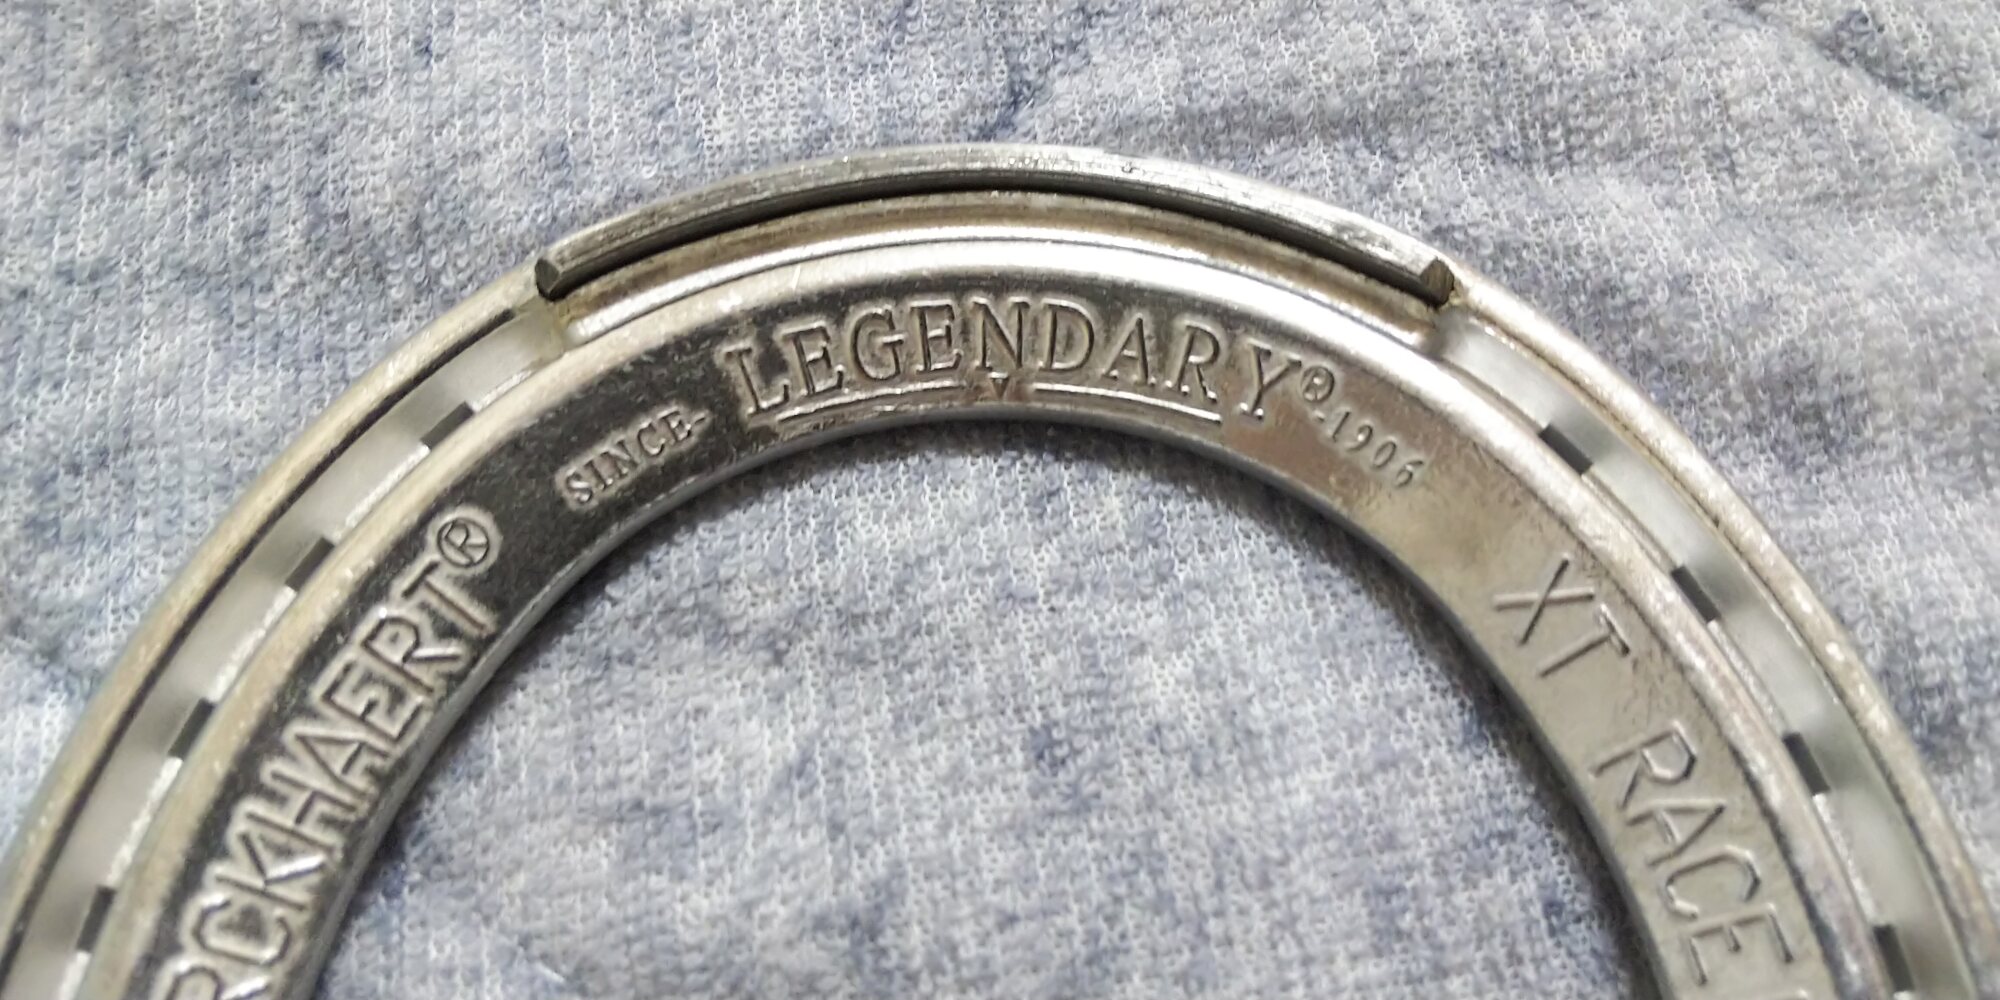 RCKHAERT®
SINCE-
LEGENDARY®
-1906
XT RACE